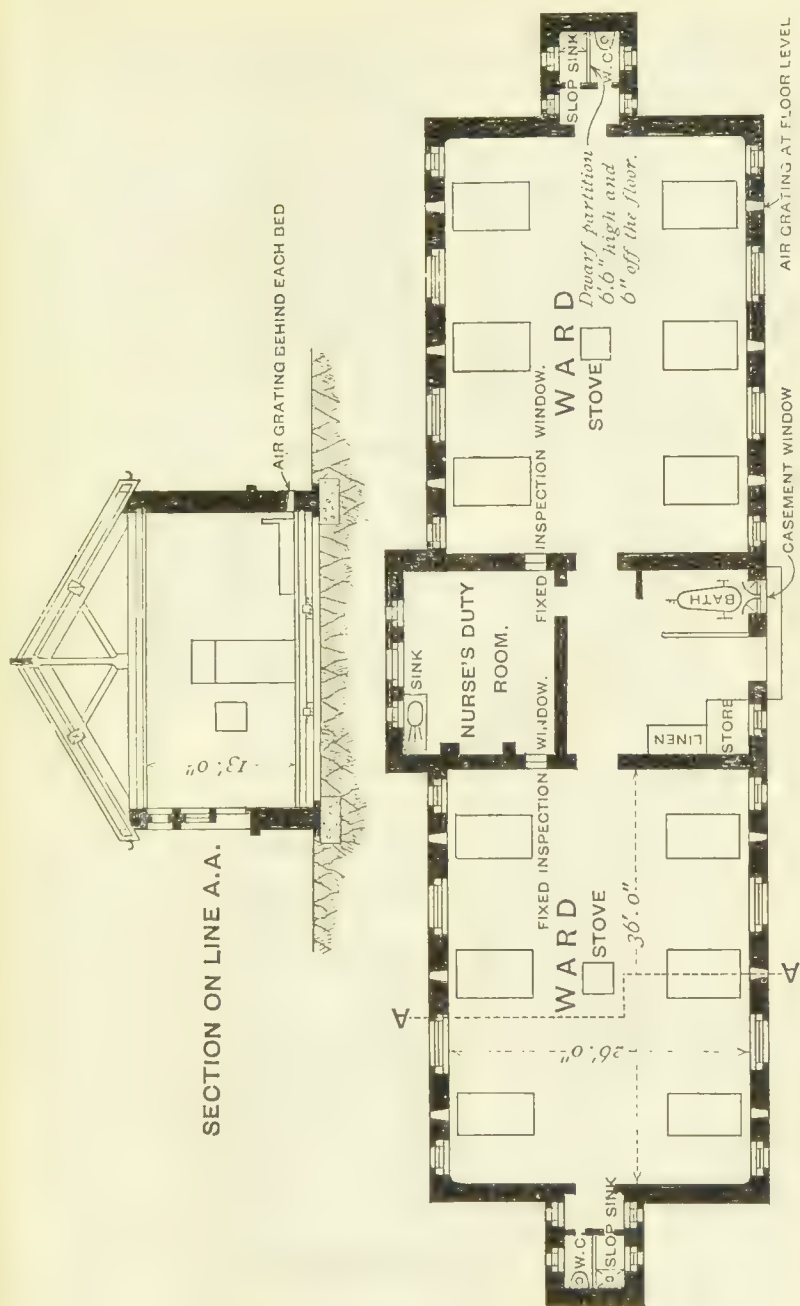 SECTION ON LINE A.A.
13'.0"
AIR GRATING BEHIND EACH BED
W.C.
SLOP SINK
A
WARD
STOVE
36'.0"
26'.0"
A
FIXED INSPECTION WINDOW.
SINK
NURSE'S DUTY
ROOM.
LINEN
STORE
BATH
CASEMENT WINDOW
FIXED INSPECTION WINDOW.
WARD
STOVE
Dwarf partition
6'.6" high and
6" off the floor.
SLOP SINK
W.C.
AIR GRATING AT FLOOR LEVEL